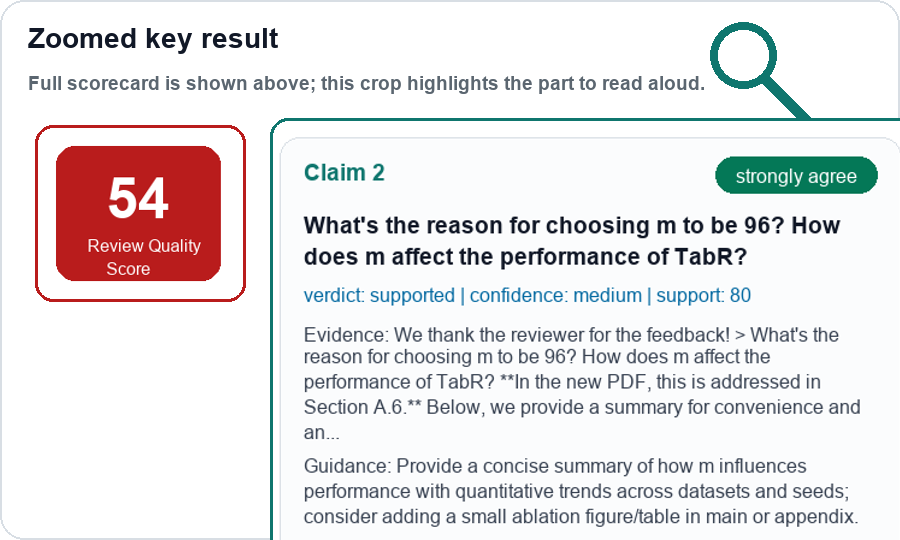 Zoomed key result
Full scorecard is shown above; this crop highlights the part to read aloud.
54
Review Quality
Score
Claim 2
strongly agree
What's the reason for choosing m to be 96? How
does m affect the performance of TabR?
verdict: supported | confidence: medium | support: 80
Evidence: We thank the reviewer for the feedback! > What's the
reason for choosing m to be 96? How does m affect the
performance of TabR? **In the new PDF, this is addressed in
Section A.6.** Below, we provide a summary for convenience and
an...
Guidance: Provide a concise summary of how m influences
performance with quantitative trends across datasets and seeds;
consider adding a small ablation figure/table in main or appendix.